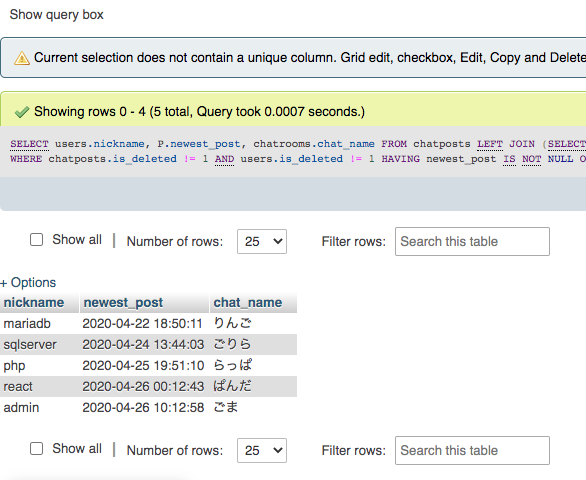 Show query box
Current selection does not contain a unique column. Grid edit, checkbox, Edit, Copy and Delete
Showing rows 0 - 4 (5 total, Query took 0.0007 seconds.)
SELECT users.nickname, P.newest_post, chatrooms.chat_name FROM chatposts LEFT JOIN (SELECT
WHERE chatposts.is_deleted != 1 AND users.is_deleted != 1 HAVING newest_post IS NOT NULL O
Show all | Number of rows: 25 Filter rows: Search this table
+ Options
nickname newest_post chat_name
mariadb 2020-04-22 18:50:11 りんご
sqlserver 2020-04-24 13:44:03 ごりら
php 2020-04-25 19:51:10 らっぱ
react 2020-04-26 00:12:43 ぱんだ
admin 2020-04-26 10:12:58 ごま
Show all | Number of rows: 25 Filter rows: Search this table